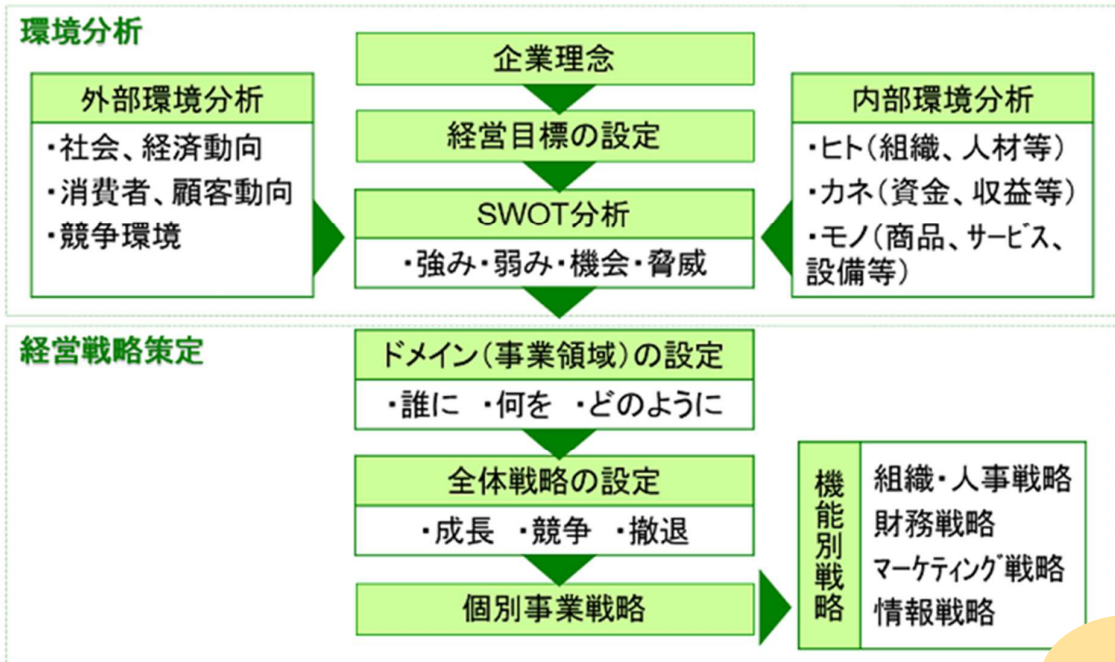 環境分析
企業理念
外部環境分析
・社会、経済動向
・消費者、顧客動向
・競争環境
経営目標の設定
SWOT分析
・強み・弱み・機会・脅威
内部環境分析
・ヒト(組織、人材等)
・カネ(資金、収益等)
・モノ(商品、サービス、
設備等)
経営戦略策定
ドメイン(事業領域)の設定
・誰に ・何を ・どのように
全体戦略の設定
・成長 ・競争 ・撤退
個別事業戦略
機能別戦略
組織・人事戦略
財務戦略
マーケティング戦略
情報戦略